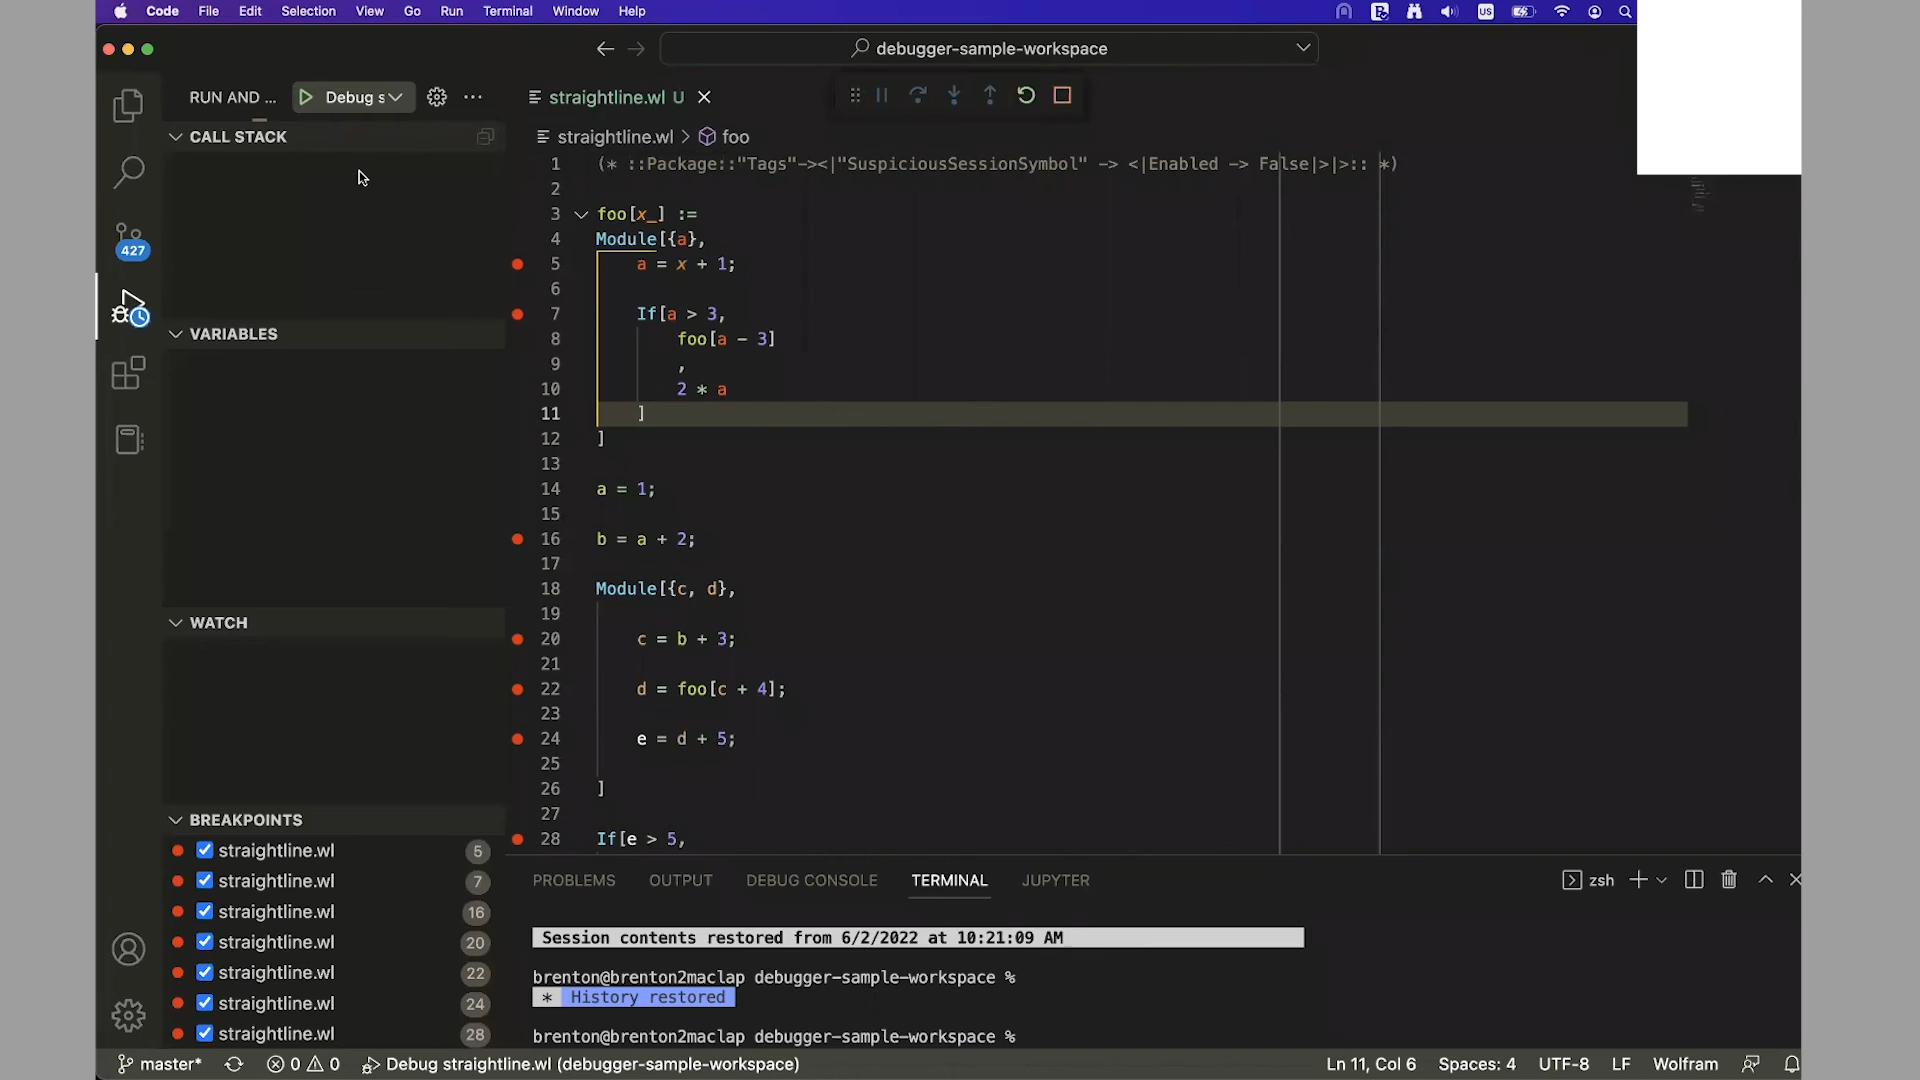 Code File Edit Selection View Go Run Terminal Window Help US
debugger-sample-workspace
RUN AND ... Debug s
straightline.wl U
CALL STACK
straightline.wl > foo
1 (* ::Package::"Tags"-><|"SuspiciousSessionSymbol" -> <|Enabled -> False|>|>:: *)
2
3 foo[x_] :=
4 Module[{a},
5 a = x + 1;
6
7 If[a > 3,
8 foo[a - 3]
9 ,
10 2 * a
11 ]
12 ]
13
14 a = 1;
15
16 b = a + 2;
17
18 Module[{c, d},
19
20 c = b + 3;
21
22 d = foo[c + 4];
23
24 e = d + 5;
25
26 ]
27
28 If[e > 5,
427
VARIABLES
WATCH
BREAKPOINTS
straightline.wl 5
straightline.wl 7
straightline.wl 16
straightline.wl 20
straightline.wl 22
straightline.wl 24
straightline.wl 28
PROBLEMS OUTPUT DEBUG CONSOLE TERMINAL JUPYTER zsh
Session contents restored from 6/2/2022 at 10:21:09 AM
brenton@brenton2maclap debugger-sample-workspace %
* History restored
brenton@brenton2maclap debugger-sample-workspace %
master* 0 0 Debug straightline.wl (debugger-sample-workspace) Ln 11, Col 6 Spaces: 4 UTF-8 LF Wolfram